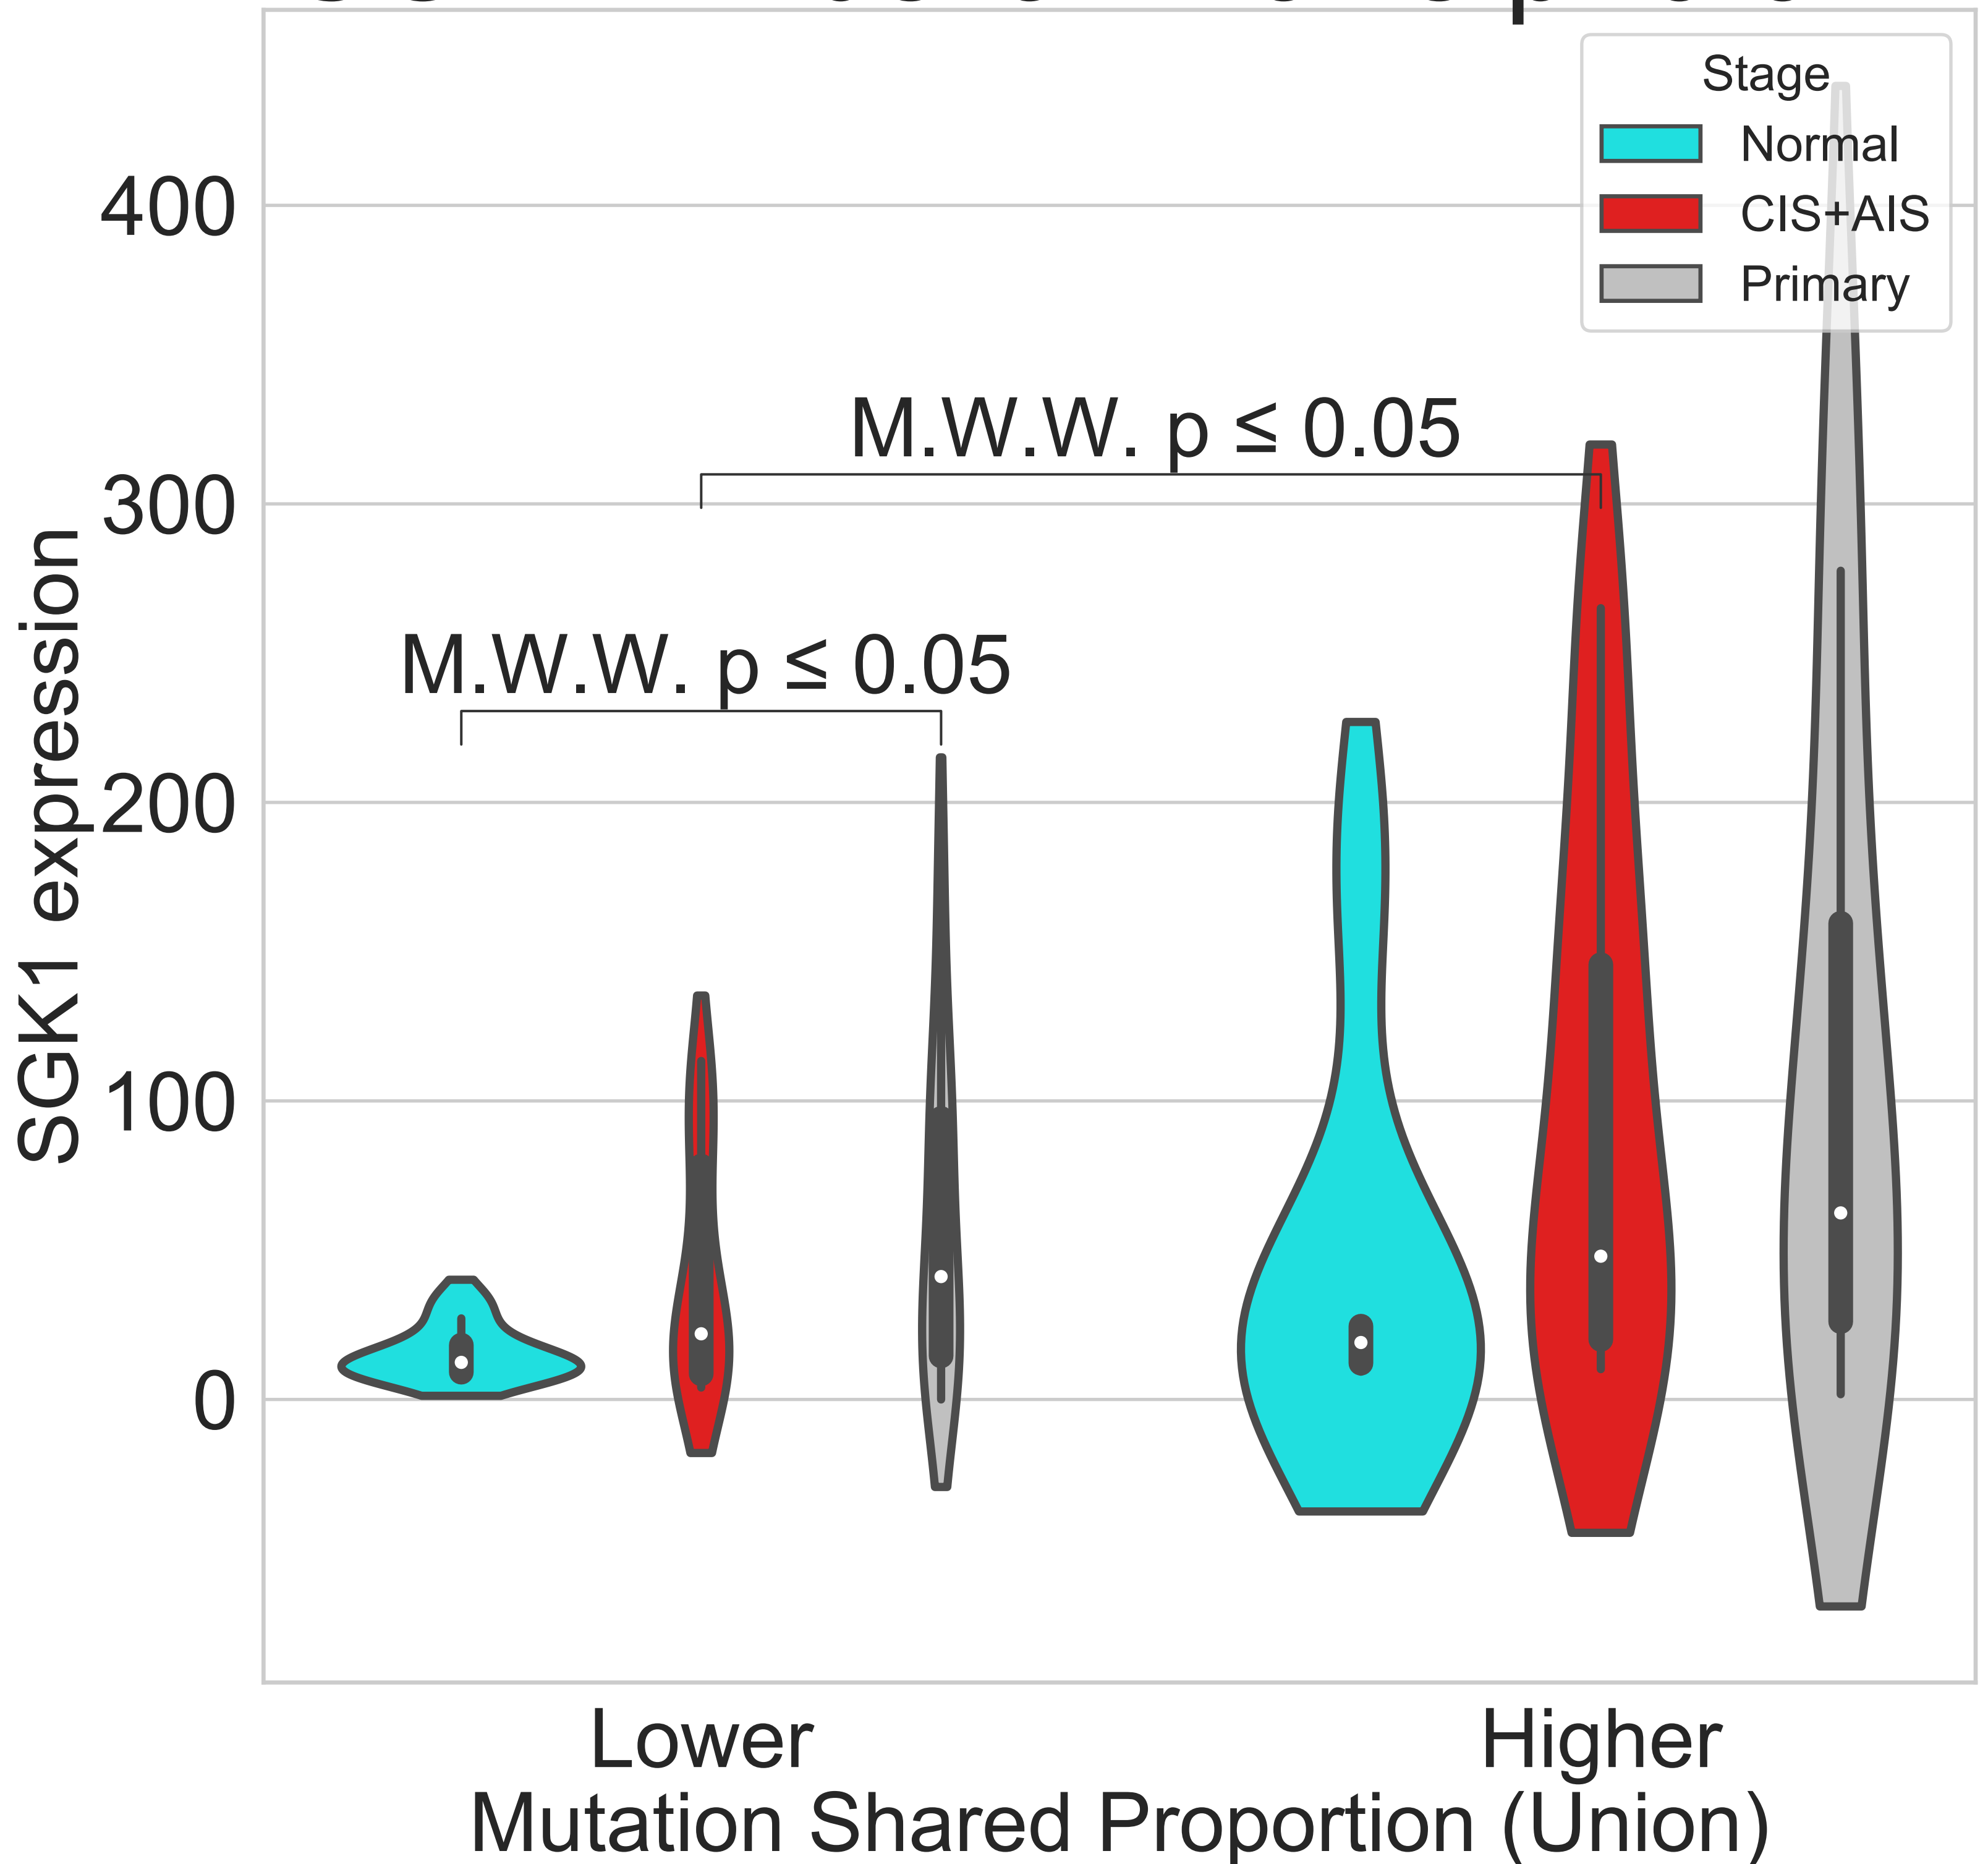 Stage
Normal
CIS+AIS
Primary
400
300
200
100
0
SGK1 expression
M.W.W. p ≤ 0.05
M.W.W. p ≤ 0.05
Lower
Higher
Mutation Shared Proportion (Union)